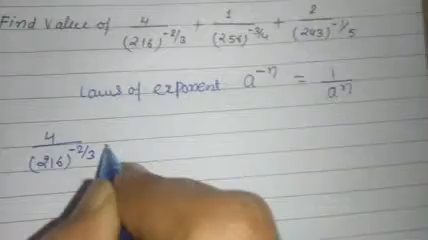 Find Value of 4/(216)^-2/3 + 1/(256)^-3/4 + 2/(243)^-1/5
Laws of exponent a^-n = 1/a^n
4/(216)^-2/3